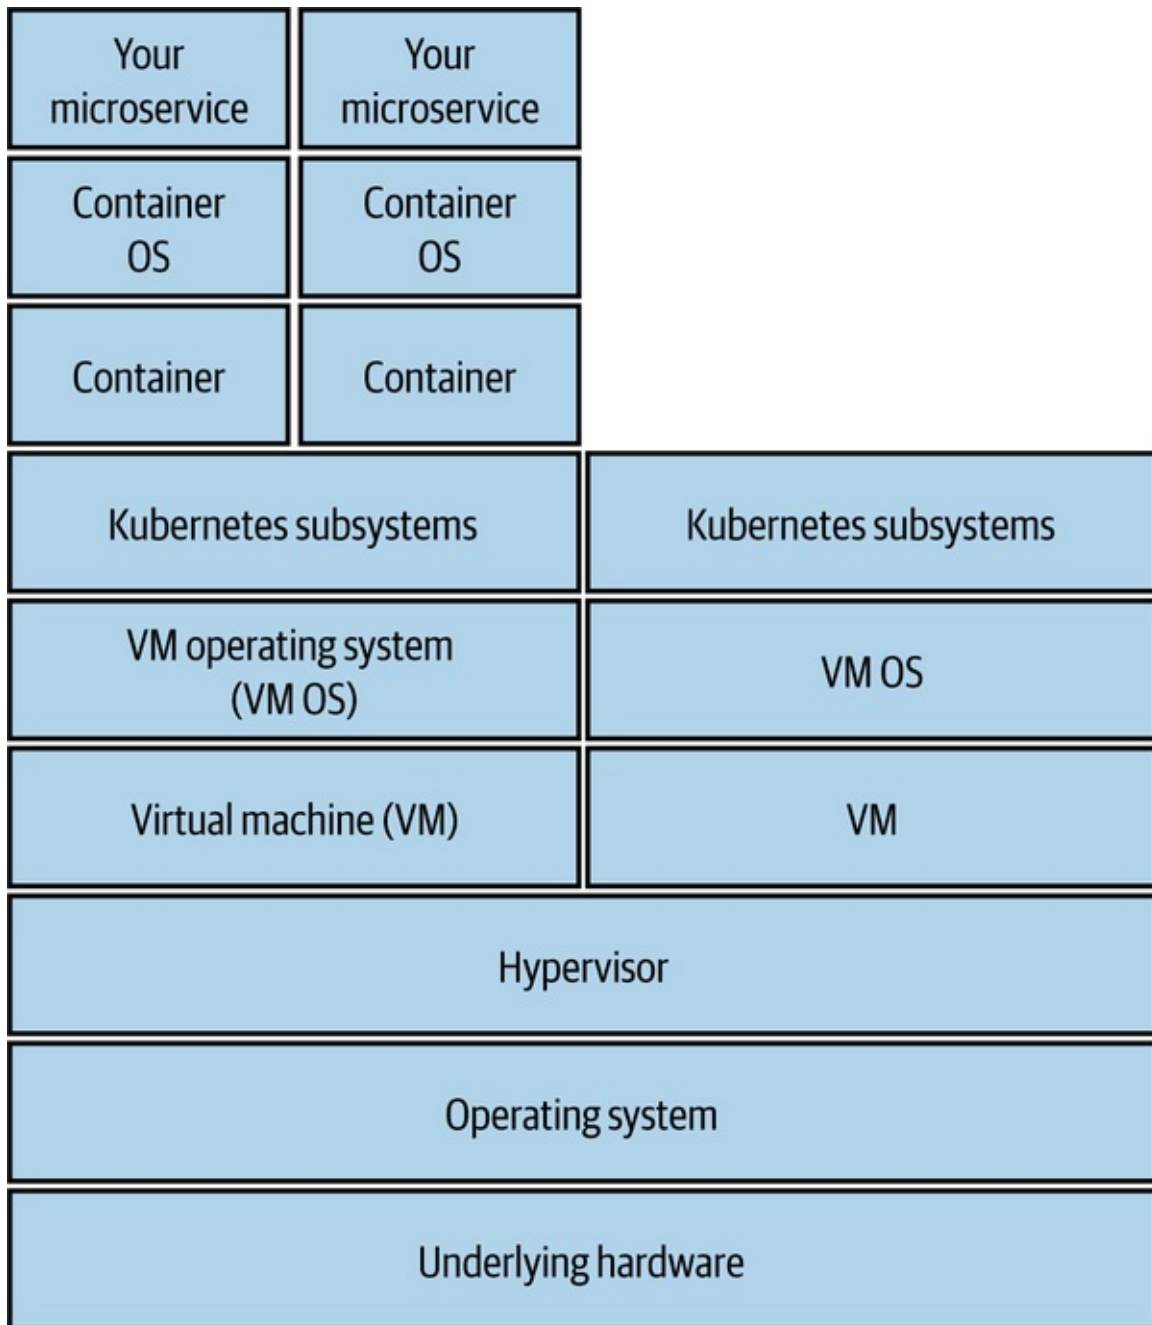 Your
microservice
Your
microservice
Container
OS
Container
OS
Container
Container
Kubernetes subsystems
Kubernetes subsystems
VM operating system
(VM OS)
VM OS
Virtual machine (VM)
VM
Hypervisor
Operating system
Underlying hardware